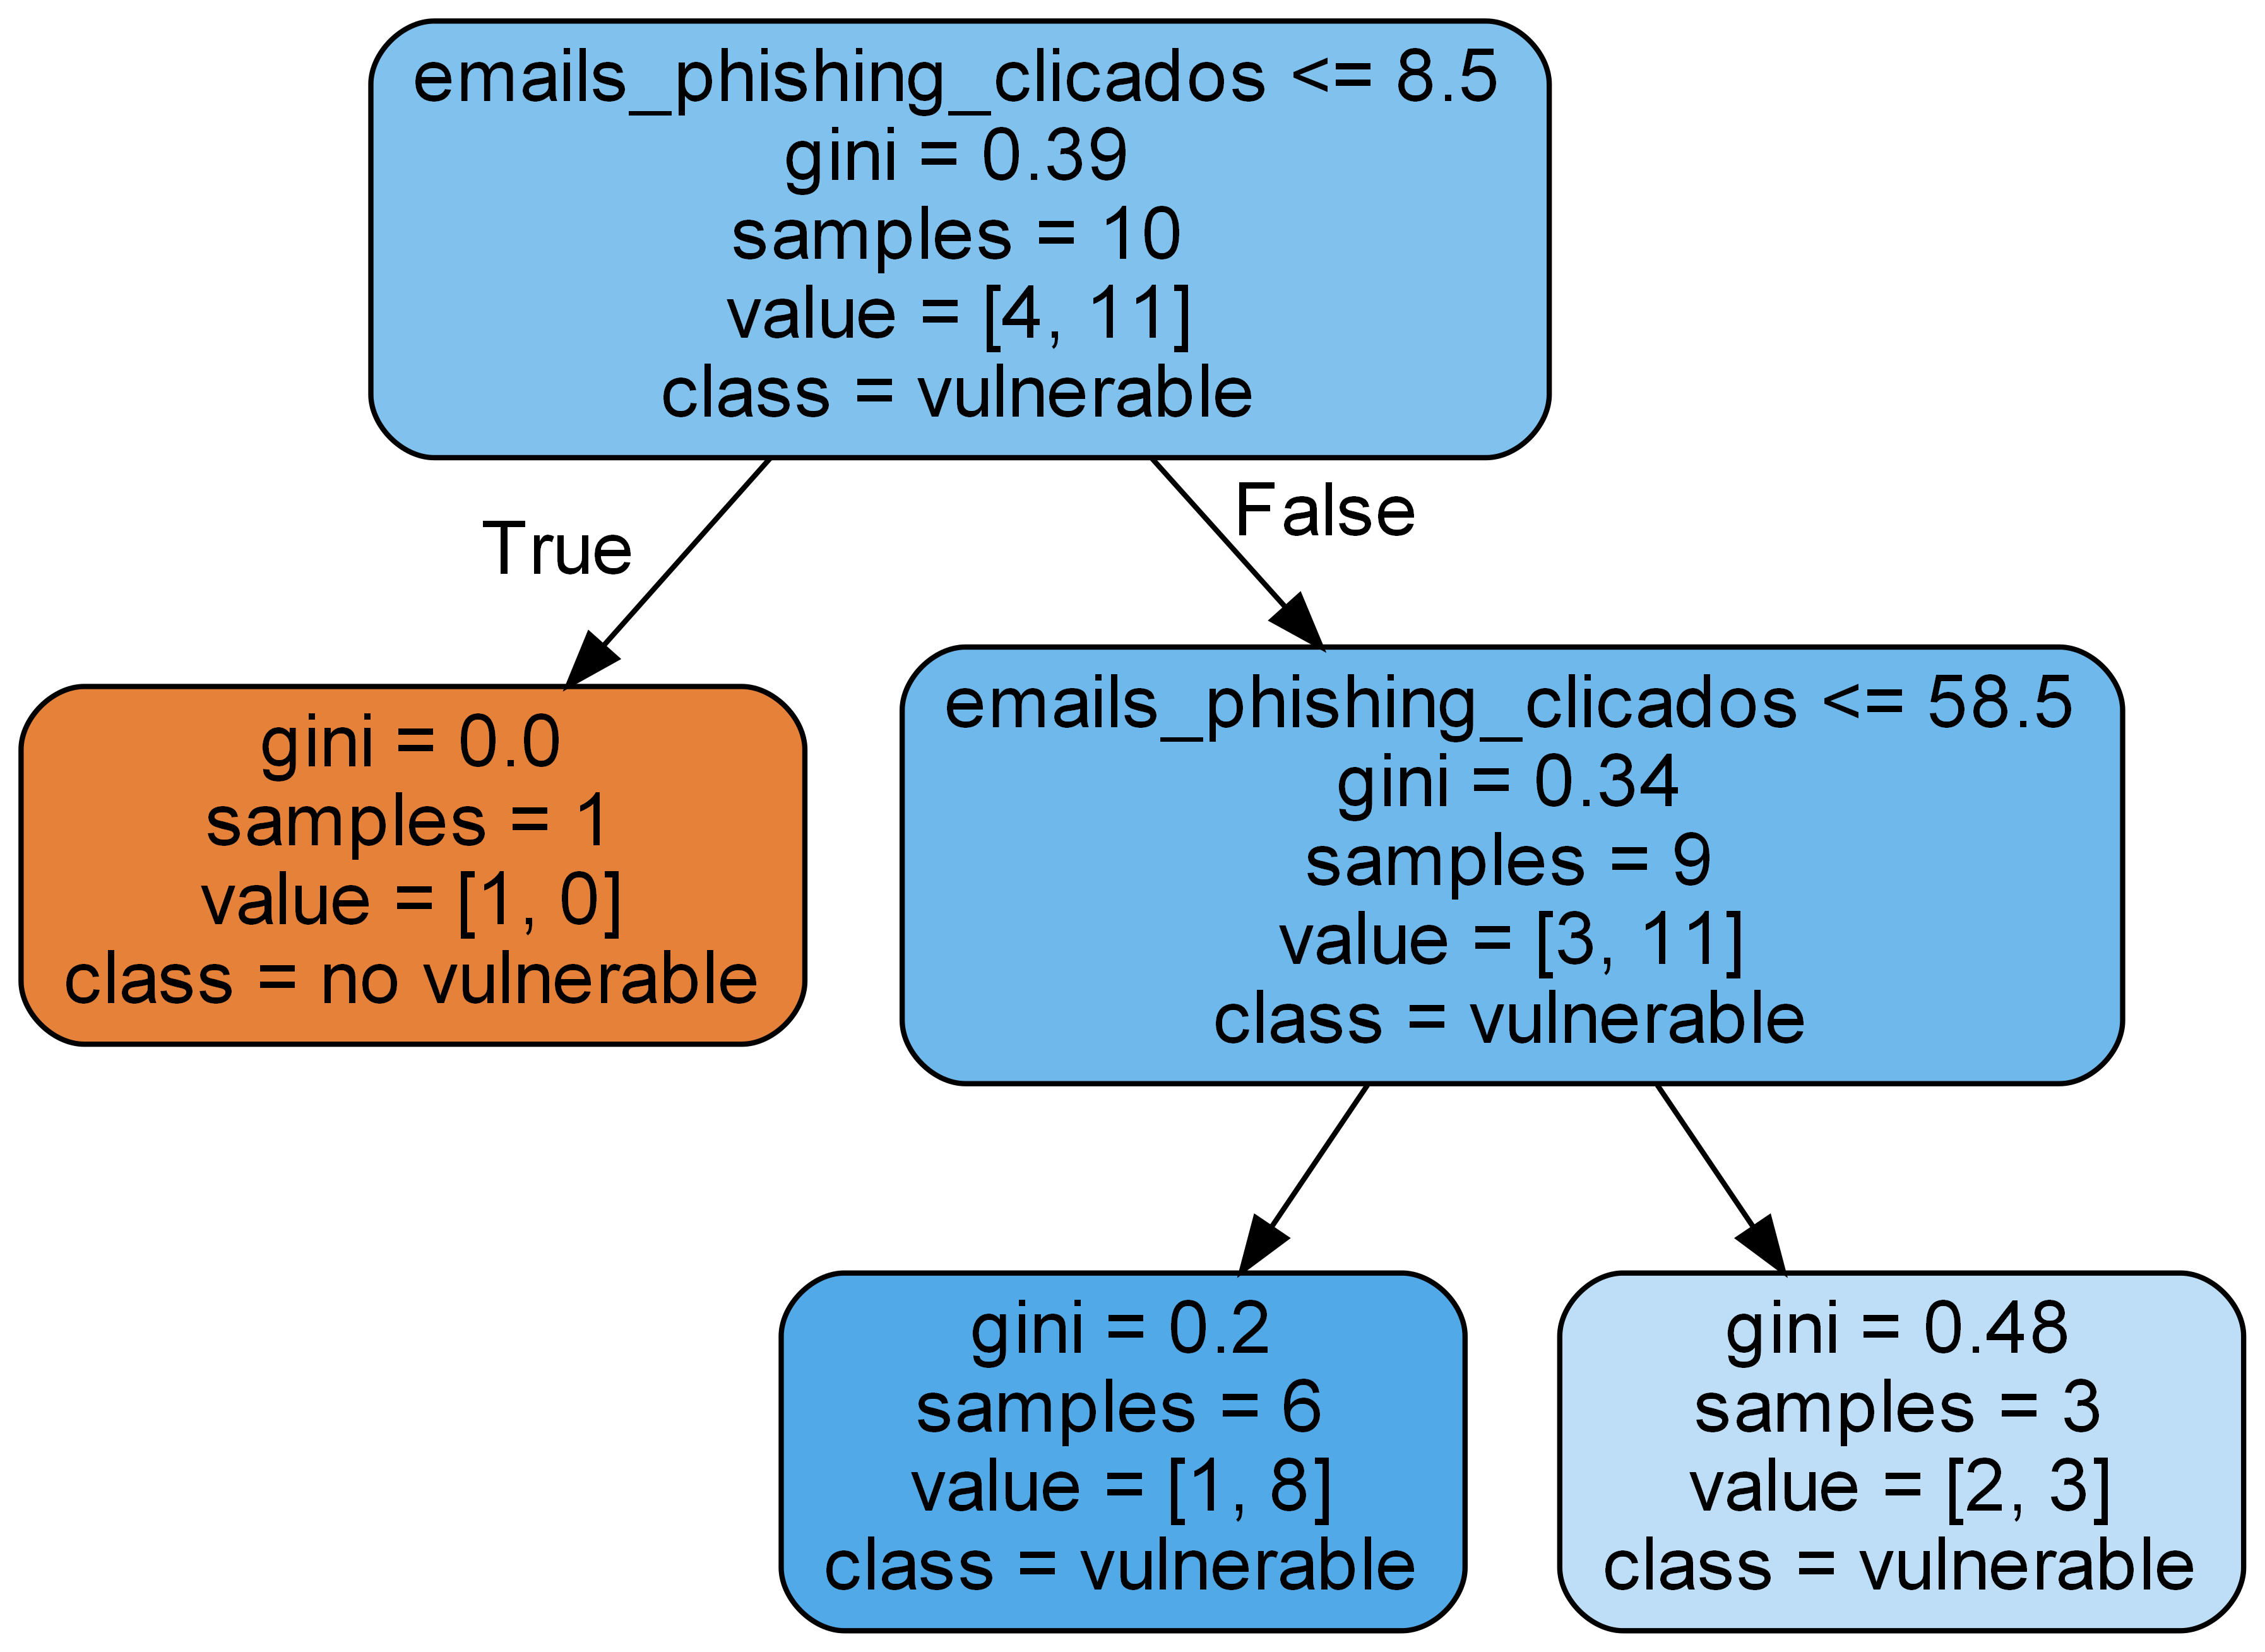 emails_phishing_clicados <= 8.5
gini = 0.39
samples = 10
value = [4, 11]
class = vulnerable
True
False
gini = 0.0
samples = 1
value = [1, 0]
class = no vulnerable
emails_phishing_clicados <= 58.5
gini = 0.34
samples = 9
value = [3, 11]
class = vulnerable
gini = 0.2
samples = 6
value = [1, 8]
class = vulnerable
gini = 0.48
samples = 3
value = [2, 3]
class = vulnerable